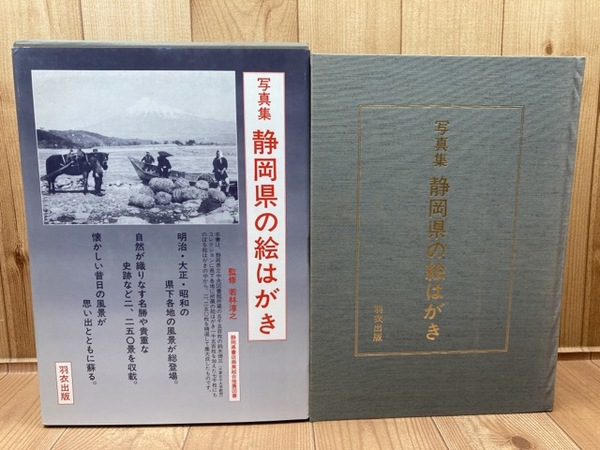 写真集
静岡県の絵はがき
監修 若林淳之
明治・大正・昭和の
県下各地の風景が総登場。
自然が織りなす名勝や貴重な
史跡など二、二五〇景を収載。
懐かしい昔日の風景が
思い出とともに蘇る。
羽衣出版
写真集 静岡県の絵はがき
羽衣出版